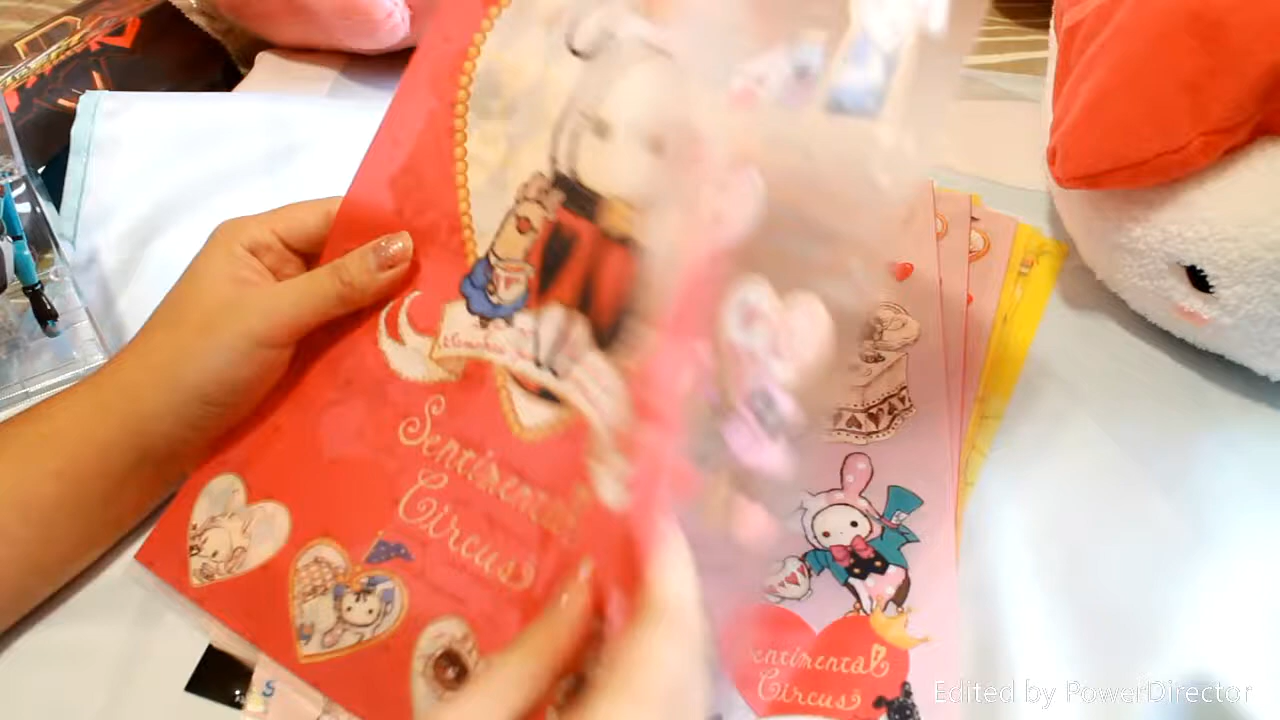 Sentimental
Circus
Sentimental
Circus
Edited by PowerDirector